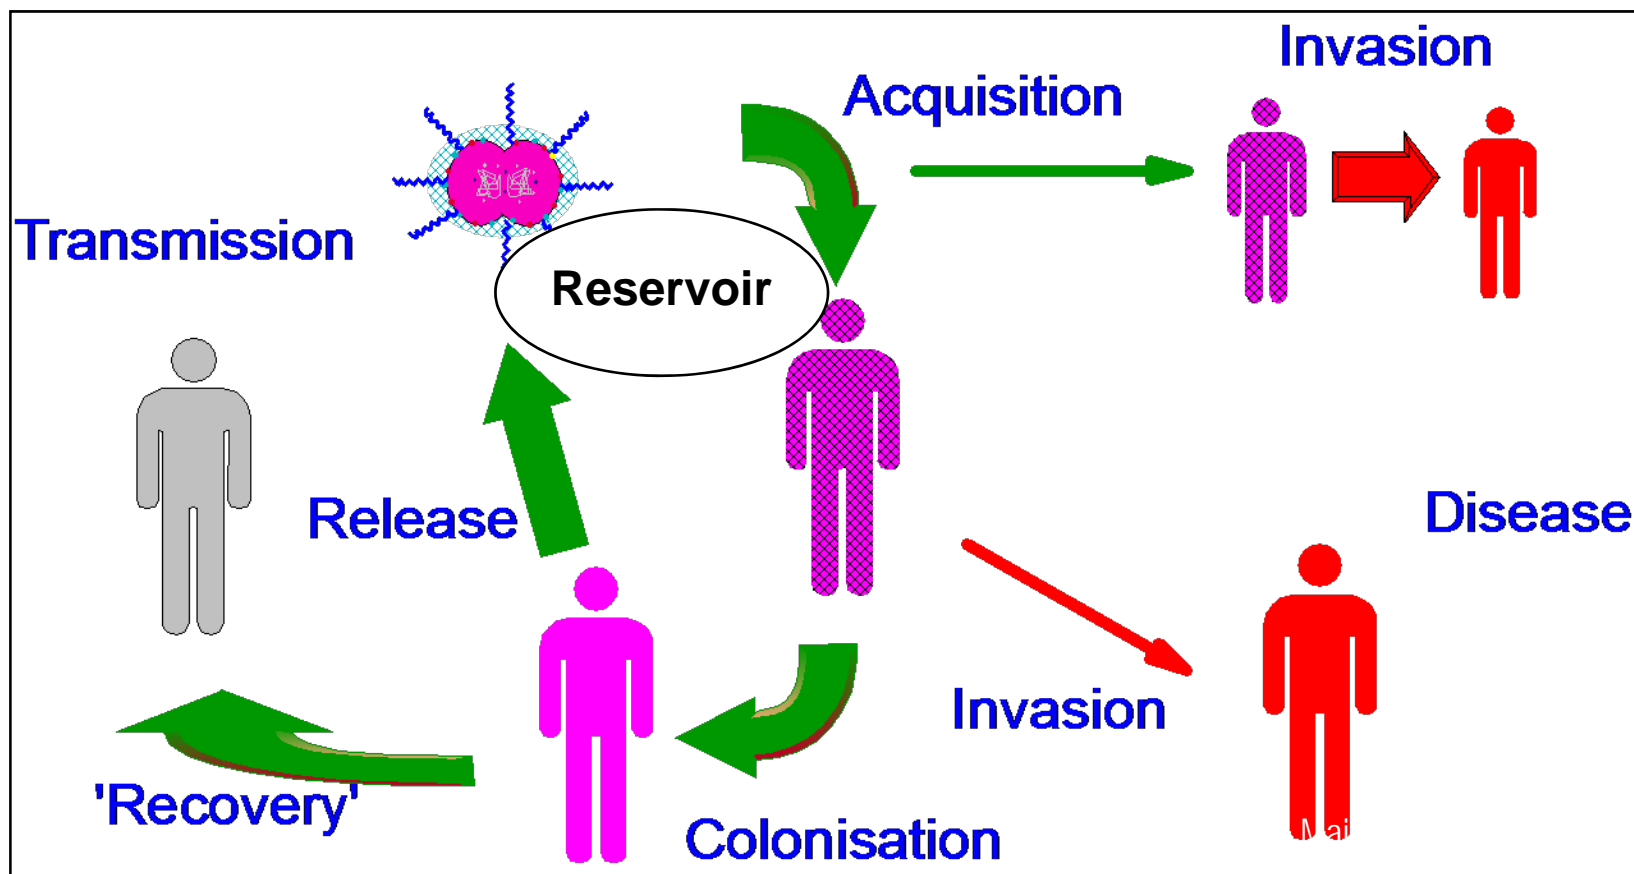 Invasion
Acquisition
Transmission
Reservoir
Release
Disease
Invasion
'Recovery'
Colonisation